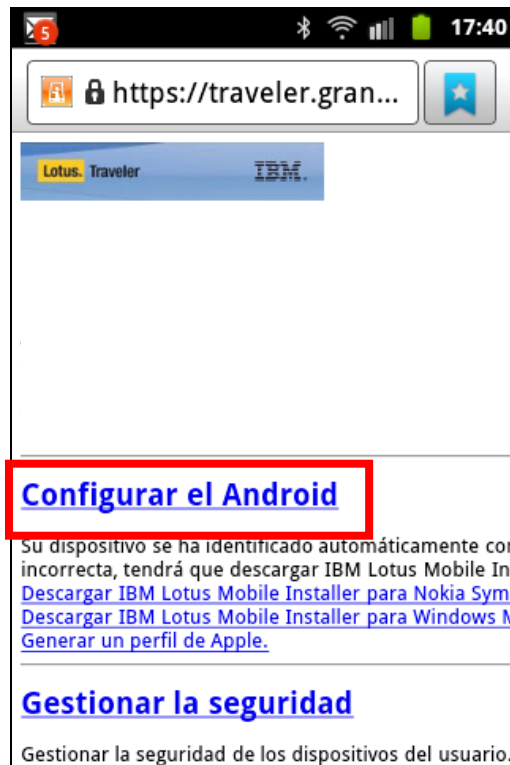 5
17:40
https://traveler.gran...
Lotus. Traveler IBM.
Configurar el Android
Su dispositivo se ha identificado automáticamente
incorrecta, tendrá que descargar IBM Lotus Mobile In
Descargar IBM Lotus Mobile Installer para Nokia Sym
Descargar IBM Lotus Mobile Installer para Windows
Generar un perfil de Apple.
Gestionar la seguridad
Gestionar la seguridad de los dispositivos del usuario.